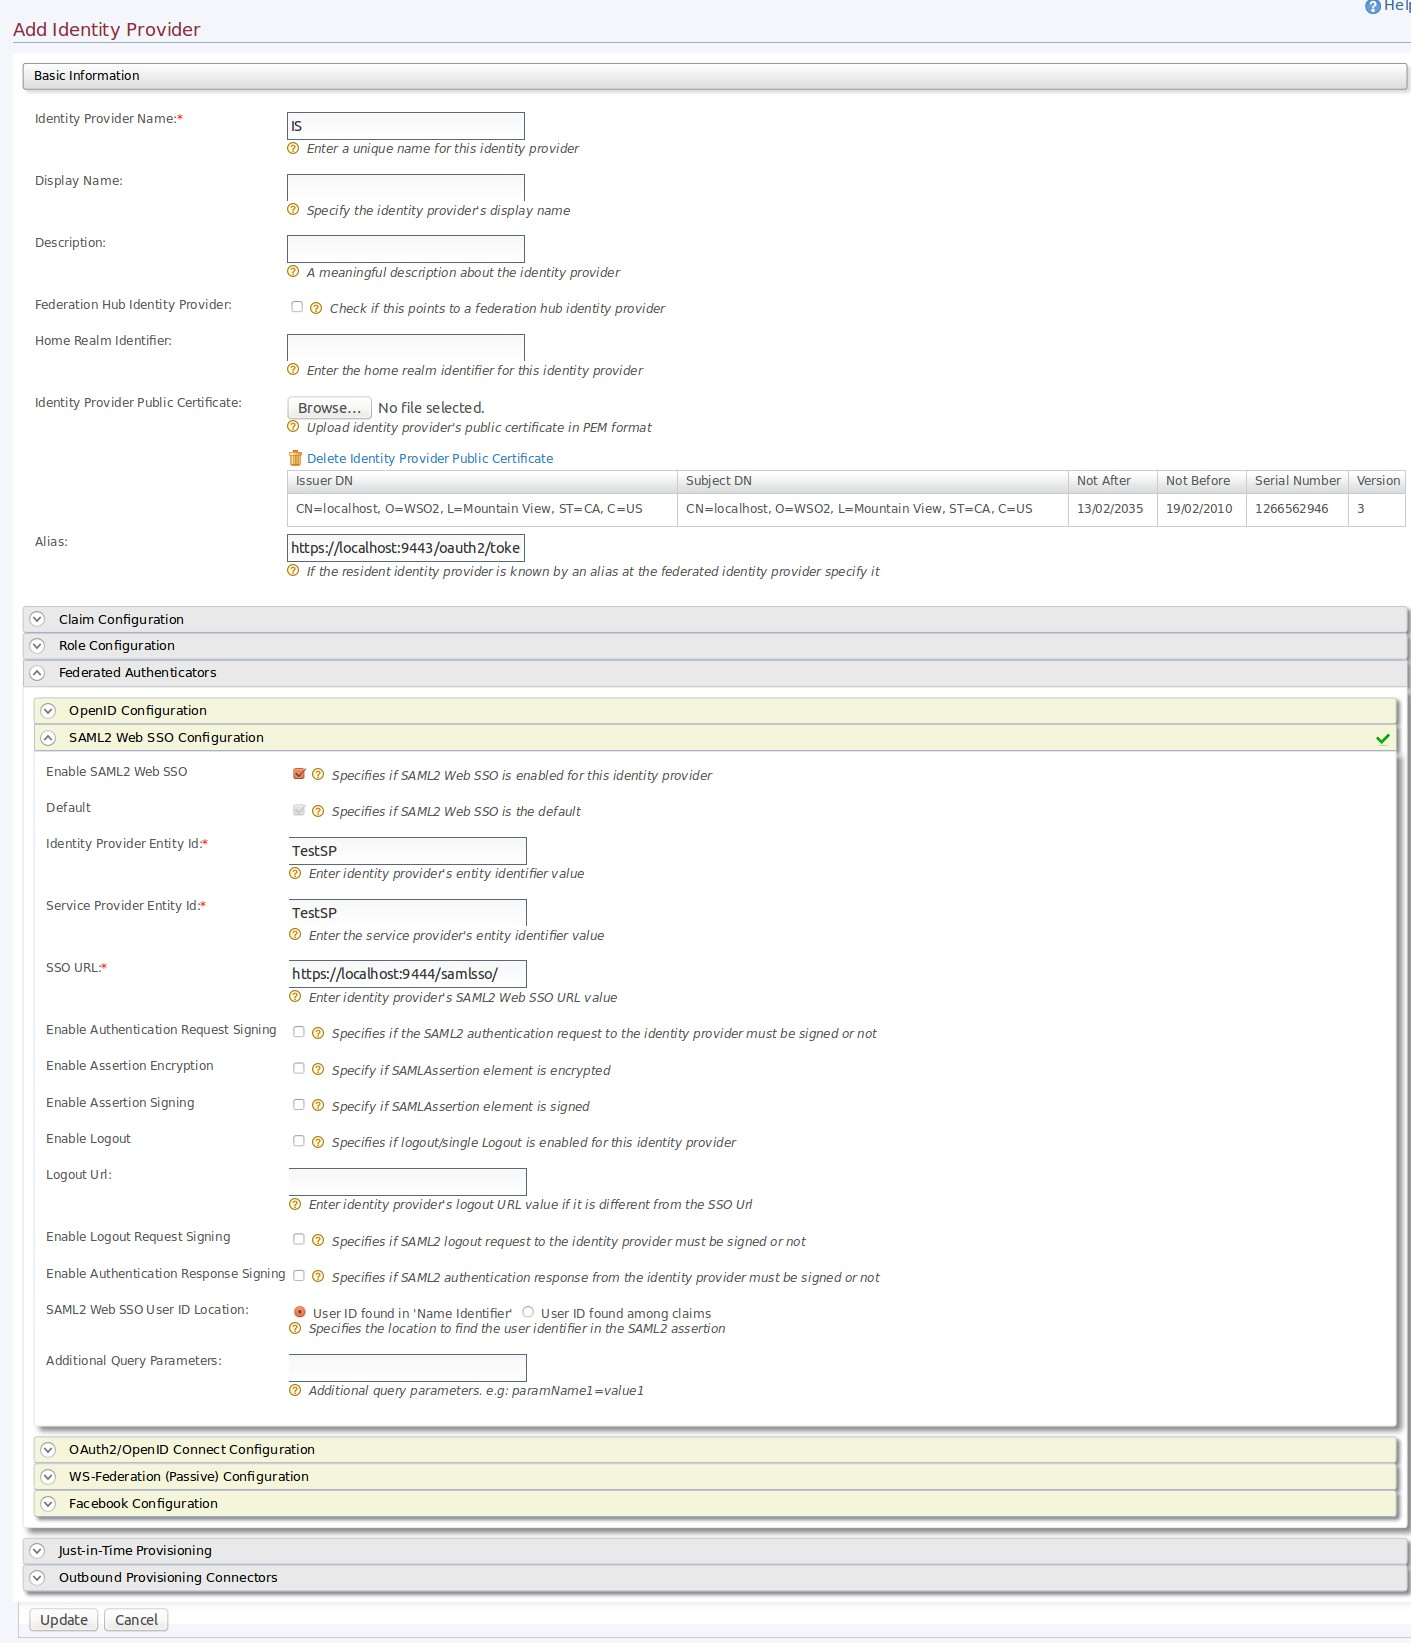 Help
Add Identity Provider
Basic Information
Identity Provider Name:*
IS
Enter a unique name for this identity provider
Display Name:
Specify the identity provider's display name
Description:
A meaningful description about the identity provider
Federation Hub Identity Provider:
Check if this points to a federation hub identity provider
Home Realm Identifier:
Enter the home realm identifier for this identity provider
Identity Provider Public Certificate:
Browse... No file selected.
Upload identity provider's public certificate in PEM format
Delete Identity Provider Public Certificate
Issuer DN Subject DN Not After Not Before Serial Number Version
CN=localhost, O=WSO2, L=Mountain View, ST=CA, C=US CN=localhost, O=WSO2, L=Mountain View, ST=CA, C=US 13/02/2035 19/02/2010 1266562946 3
Alias:
https://localhost:9443/oauth2/toke
If the resident identity provider is known by an alias at the federated identity provider specify it
Claim Configuration
Role Configuration
Federated Authenticators
OpenID Configuration
SAML2 Web SSO Configuration
Enable SAML2 Web SSO Specifies if SAML2 Web SSO is enabled for this identity provider
Default Specifies if SAML2 Web SSO is the default
Identity Provider Entity Id:*
TestSP
Enter identity provider's entity identifier value
Service Provider Entity Id:*
TestSP
Enter the service provider's entity identifier value
SSO URL:*
https://localhost:9444/samlsso/
Enter identity provider's SAML2 Web SSO URL value
Enable Authentication Request Signing Specifies if the SAML2 authentication request to the identity provider must be signed or not
Enable Assertion Encryption Specify if SAMLAssertion element is encrypted
Enable Assertion Signing Specify if SAMLAssertion element is signed
Enable Logout Specifies if logout/single Logout is enabled for this identity provider
Logout Url:
Enter identity provider's logout URL value if it is different from the SSO Url
Enable Logout Request Signing Specifies if SAML2 logout request to the identity provider must be signed or not
Enable Authentication Response Signing Specifies if SAML2 authentication response from the identity provider must be signed or not
SAML2 Web SSO User ID Location: User ID found in 'Name Identifier' User ID found among claims
Specifies the location to find the user identifier in the SAML2 assertion
Additional Query Parameters:
Additional query parameters. e.g: paramName1=value1
OAuth2/OpenID Connect Configuration
WS-Federation (Passive) Configuration
Facebook Configuration
Just-in-Time Provisioning
Outbound Provisioning Connectors
Update Cancel